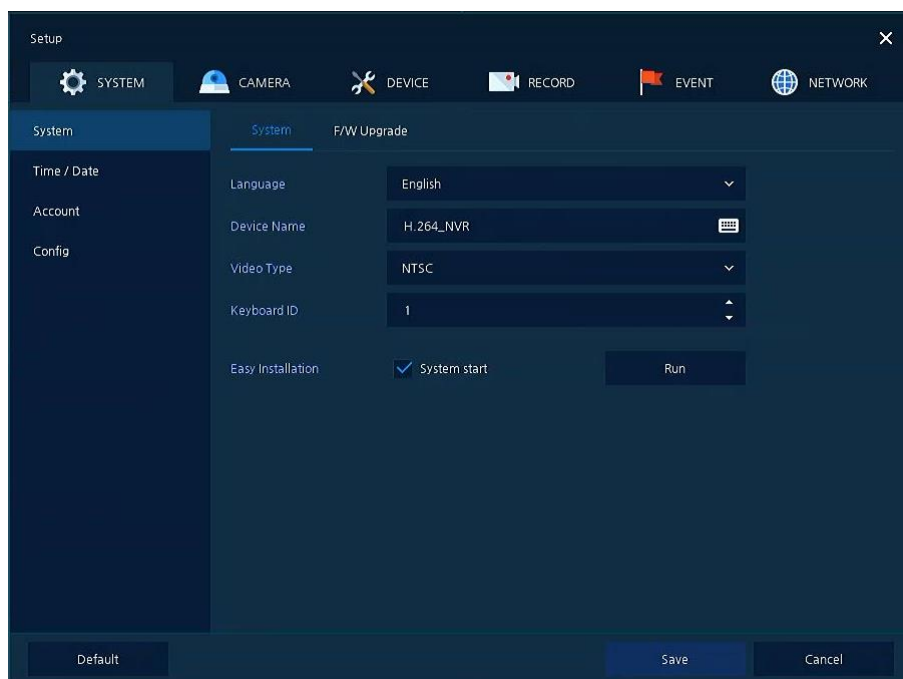 Setup
SYSTEM CAMERA DEVICE RECORD EVENT NETWORK
System
Time / Date
Account
Config
System F/W Upgrade
Language English
Device Name H.264_NVR
Video Type NTSC
Keyboard ID 1
Easy Installation System start Run
Default Save Cancel